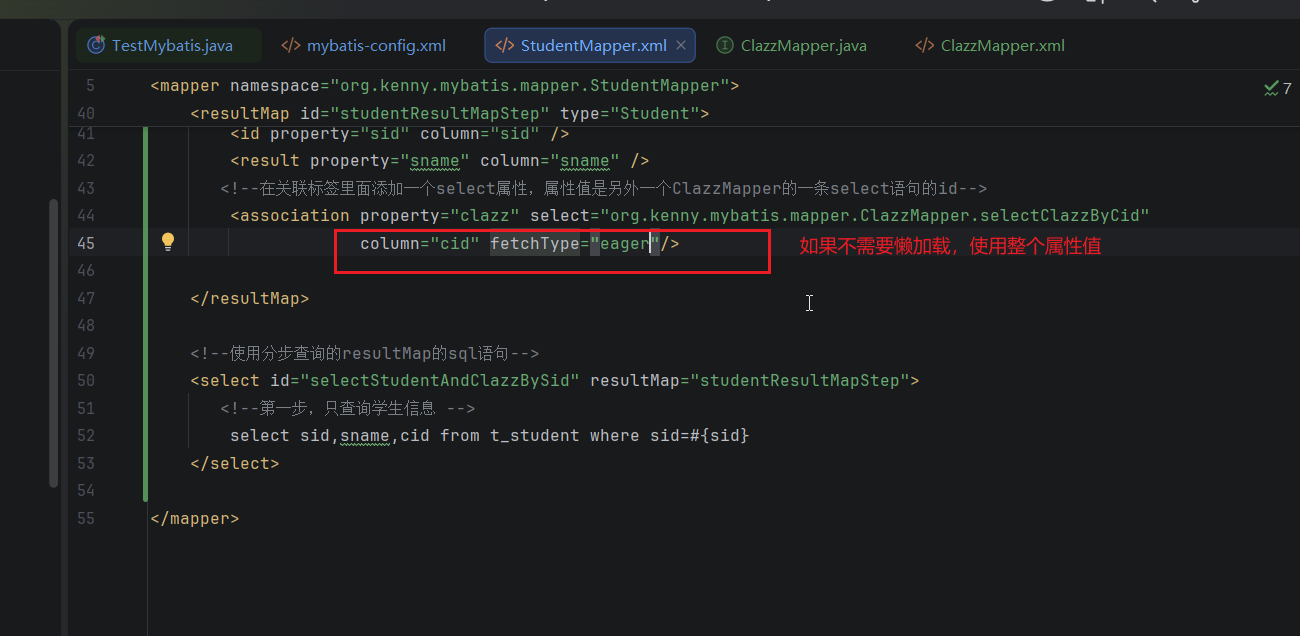 TestMybatis.java mybatis-config.xml StudentMapper.xml ClazzMapper.java ClazzMapper.xml
5 <mapper namespace="org.kenny.mybatis.mapper.StudentMapper"> 7
40 <resultMap id="studentResultMapStep" type="Student">
41 <id property="sid" column="sid" />
42 <result property="sname" column="sname" />
43 <!--在关联标签里面添加一个select属性，属性值是另外一个ClazzMapper的一条select语句的id-->
44 <association property="clazz" select="org.kenny.mybatis.mapper.ClazzMapper.selectClazzByCid"
45 column="cid" fetchType="eager"/> 如果不需要懒加载，使用整个属性值
46
47 </resultMap>
48
49 <!--使用分步查询的resultMap的sql语句-->
50 <select id="selectStudentAndClazzBySid" resultMap="studentResultMapStep">
51 <!--第一步，只查询学生信息 -->
52 select sid,sname,cid from t_student where sid=#{sid}
53 </select>
54
55 </mapper>